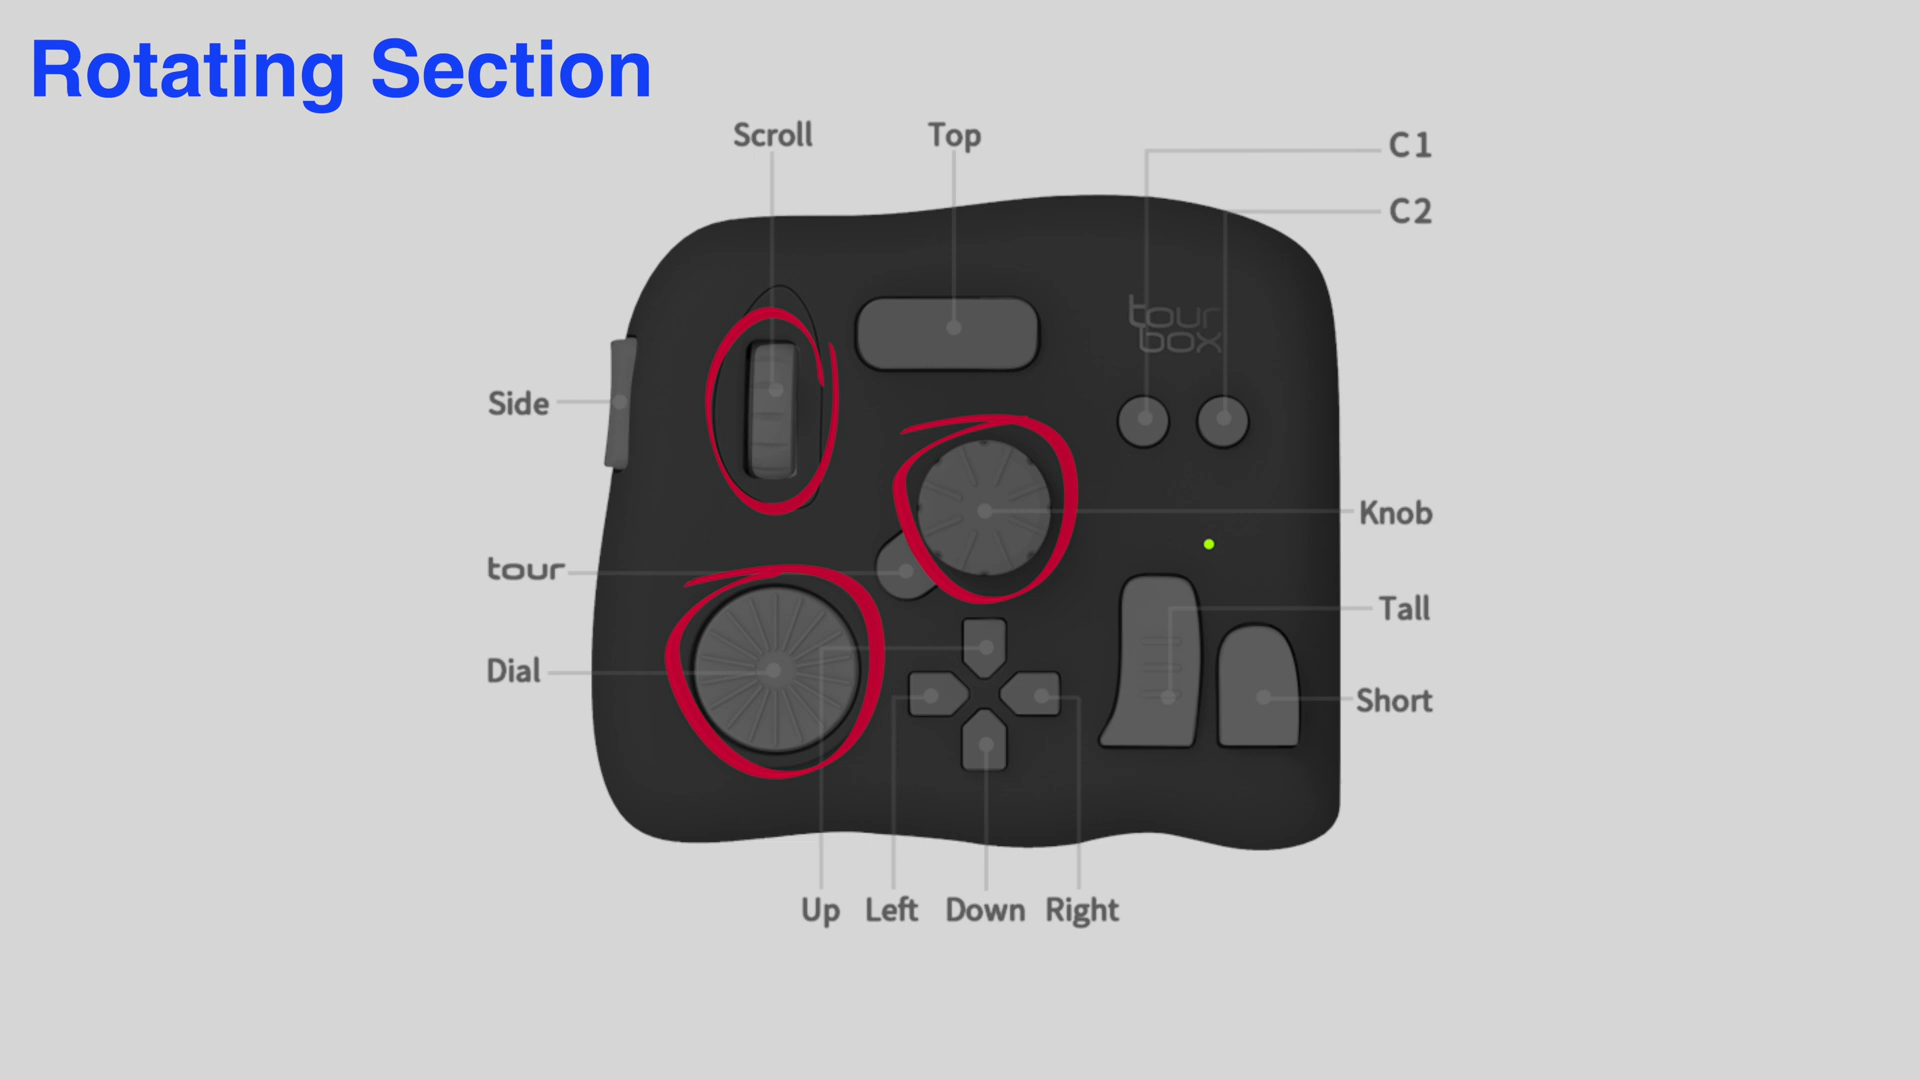 Rotating Section
Scroll
Top
C1
C2
tour
box
Side
Knob
tour
Tall
Dial
Short
Up
Left
Down
Right